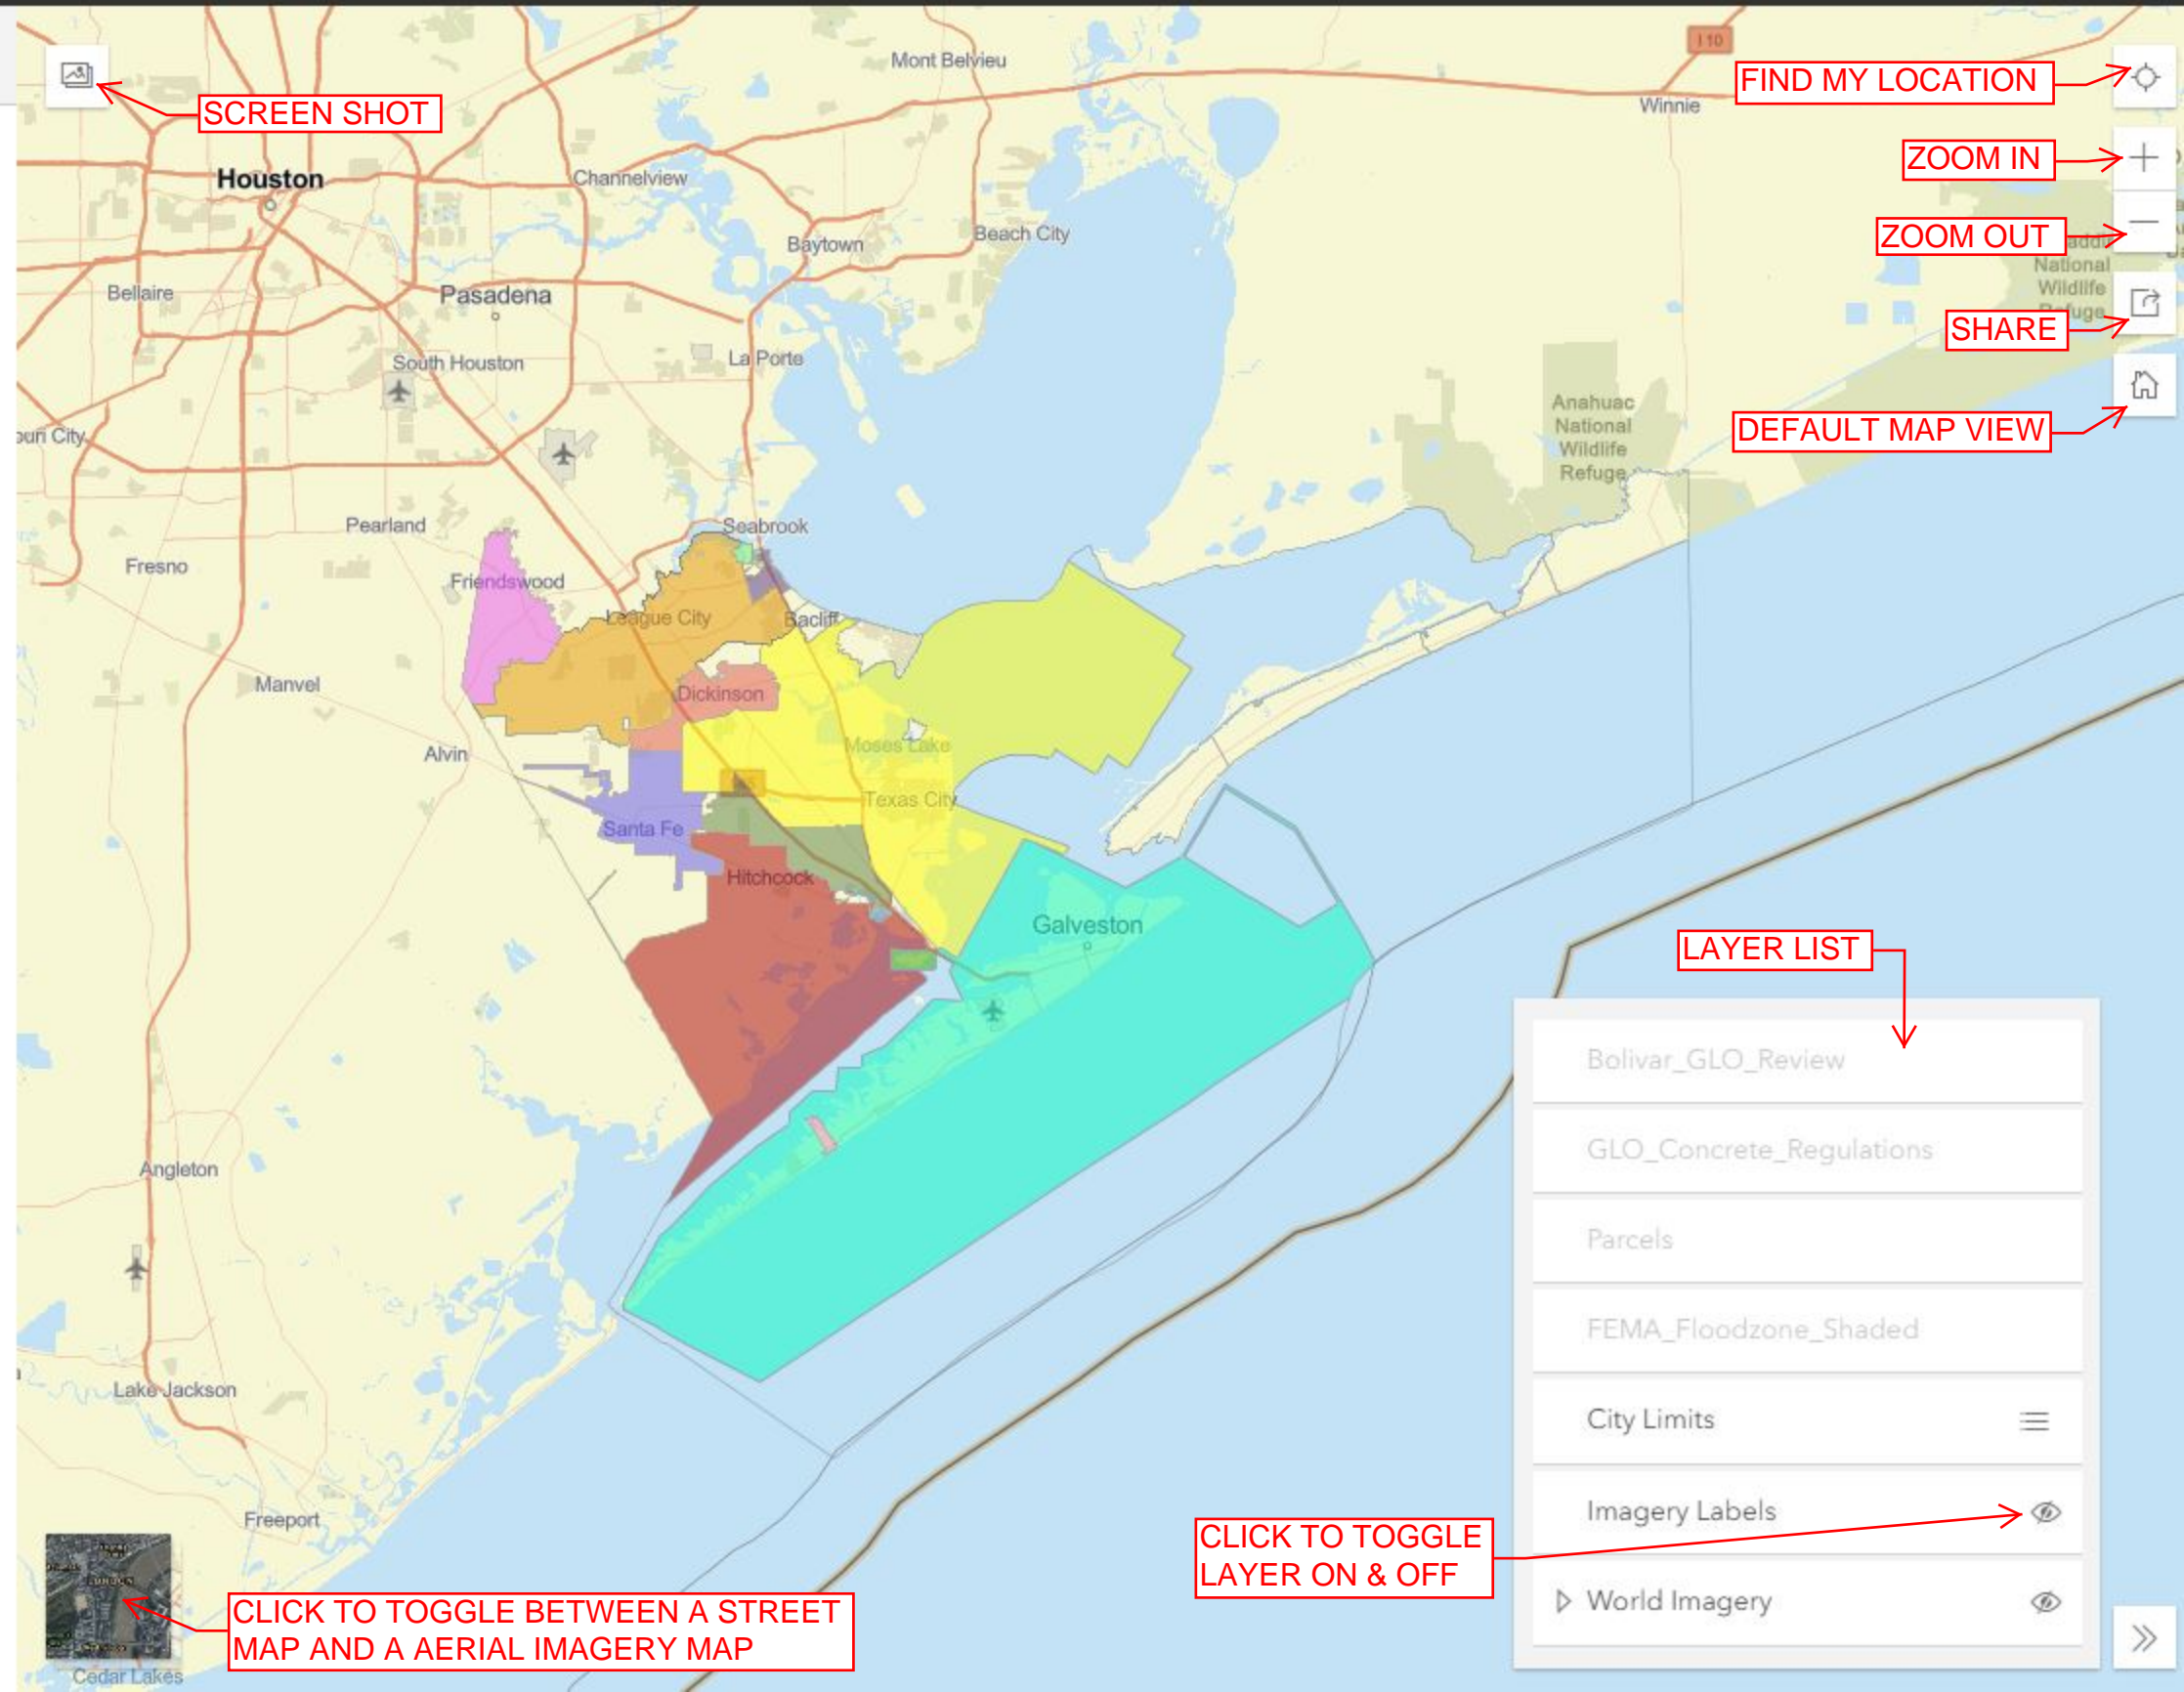 Mont Belvieu
I 10
FIND MY LOCATION
SCREEN SHOT
Winnie
ZOOM IN
Houston
Channelview
Baytown
Beach City
ZOOM OUT
National
Wildlife
Refuge
Bellaire
Pasadena
SHARE
South Houston
La Porte
Anahuac
National
Wildlife
Refuge
DEFAULT MAP VIEW
ouri City
Pearland
Seabrook
Fresno
Friendswood
League City
Bacliff
Manvel
Dickinson
Alvin
Moses Lake
Texas City
Santa Fe
Hitchcock
Galveston
LAYER LIST
Bolivar_GLO_Review
GLO_Concrete_Regulations
Angleton
Parcels
FEMA_Floodzone_Shaded
Lake Jackson
City Limits
Freeport
Imagery Labels
CLICK TO TOGGLE
LAYER ON & OFF
World Imagery
LONDON
CLICK TO TOGGLE BETWEEN A STREET
MAP AND A AERIAL IMAGERY MAP
Cedar Lakes